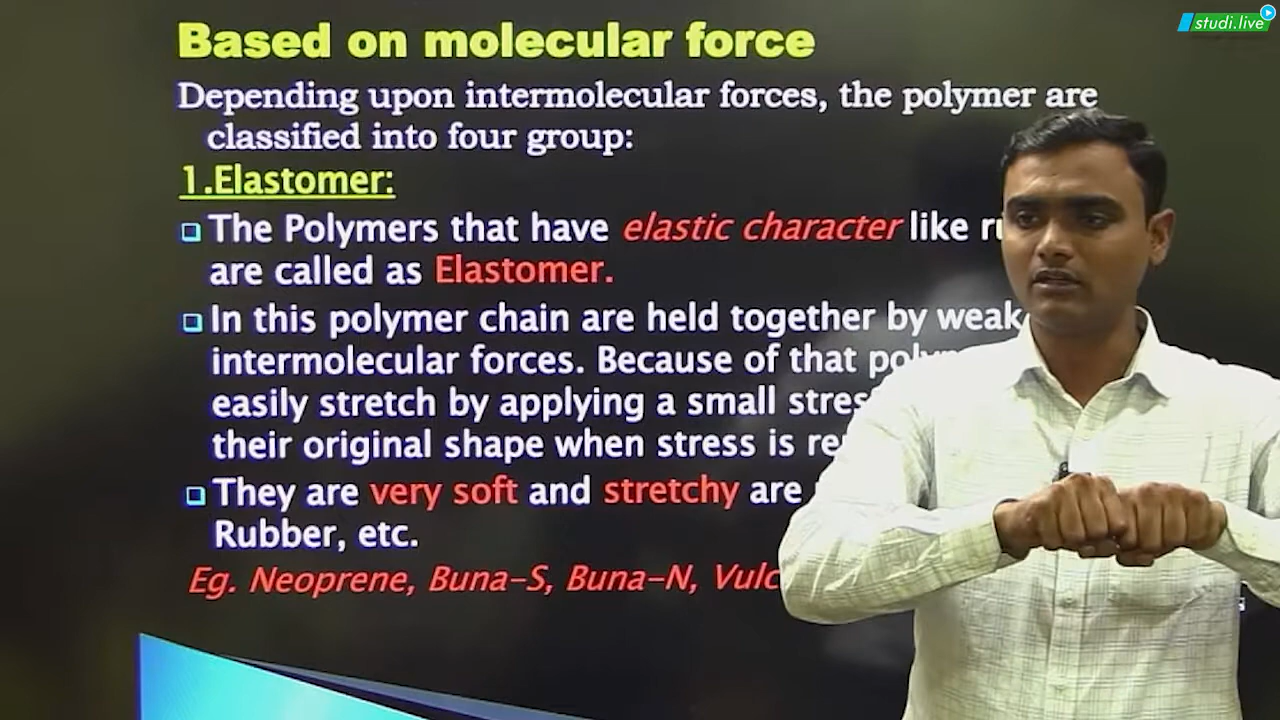 studi.live
Based on molecular force
Depending upon intermolecular forces, the polymer are
classified into four group:
1.Elastomer:
The Polymers that have elastic character like
are called as Elastomer.
In this polymer chain are held together by weak
intermolecular forces. Because of that
easily stretch by applying a small
their original shape when stress is
They are very soft and stretchy are
Rubber, etc.
Eg. Neoprene, Buna-S, Buna-N,